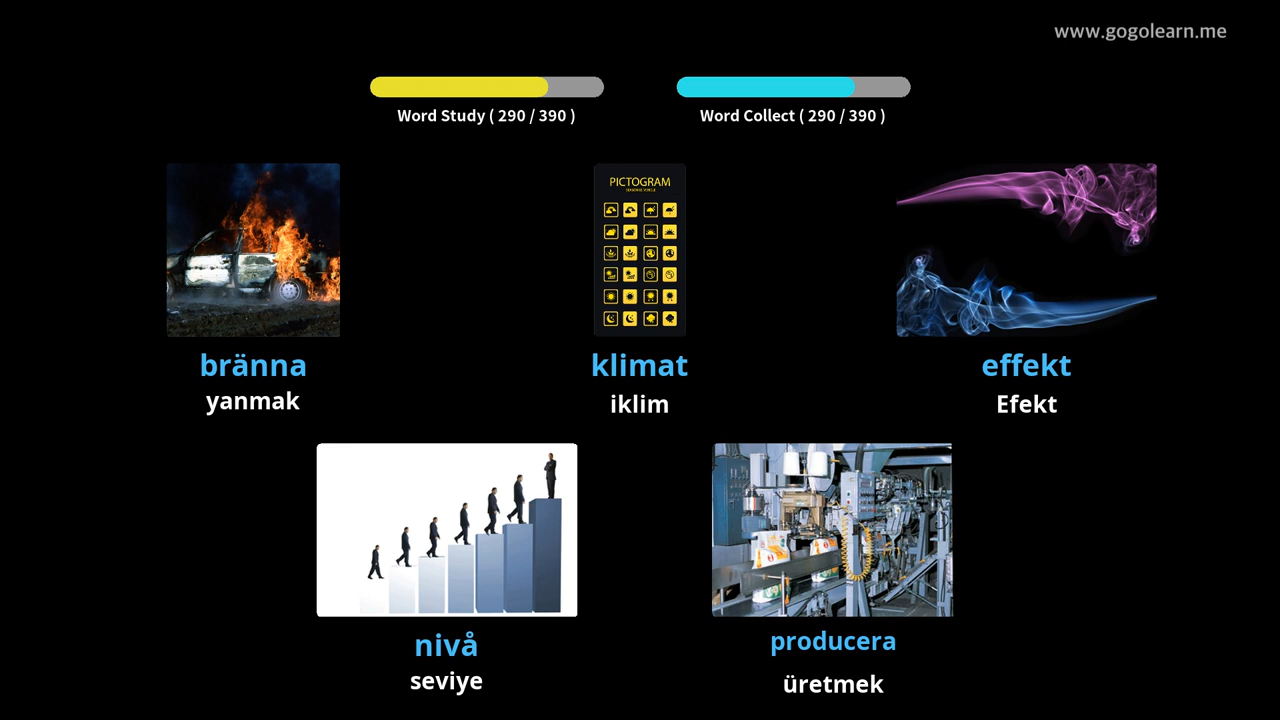 www.gogolearn.me
Word Study ( 290 / 390 )
Word Collect ( 290 / 390 )
PICTOGRAM
bränna
yanmak
klimat
iklim
effekt
Efekt
nivå
seviye
producera
üretmek